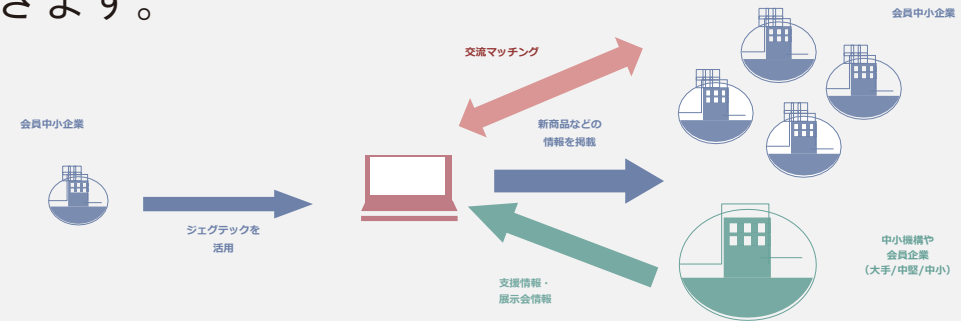 きます。
会員中小企業
交流マッチング
会員中小企業
新商品などの
情報を掲載
ジェグテックを
活用
中小機構や
会員企業
（大手/中堅/中小）
支援情報・
展示会情報